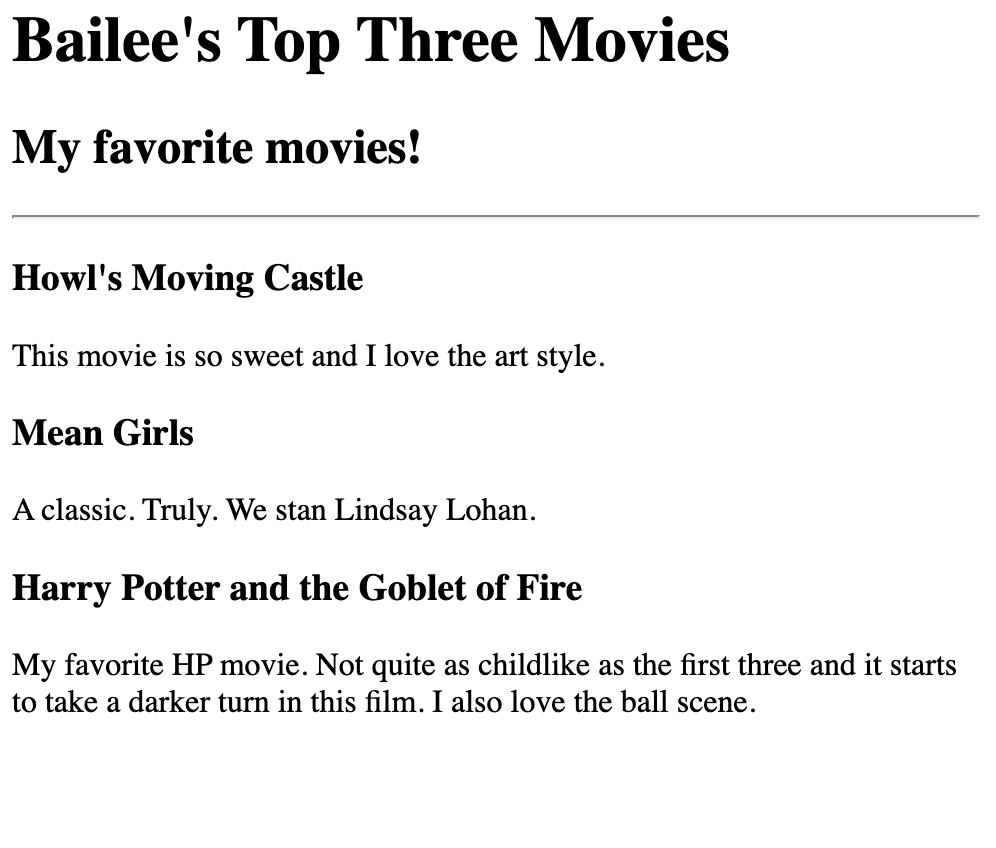 Bailee's Top Three Movies
My favorite movies!
Howl's Moving Castle
This movie is so sweet and I love the art style.
Mean Girls
A classic. Truly. We stan Lindsay Lohan.
Harry Potter and the Goblet of Fire
My favorite HP movie. Not quite as childlike as the first three and it starts
to take a darker turn in this film. I also love the ball scene.